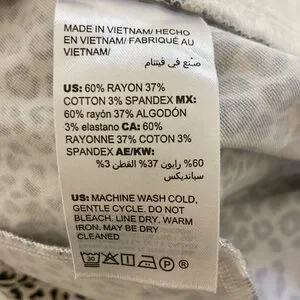 MADE IN VIETNAM/ HECHO
EN VIETNAM/ FABRIQUÉ AU
VIETNAM/
صنع في فيتنام
US: 60% RAYON 37%
COTTON 3% SPANDEX MX:
60% rayón 37% ALGODÓN
3% elastano CA: 60%
RAYONNE 37% COTON 3%
SPANDEX AE/KW:
60% رايون 37% القطن 3%
سباندیکس
US: MACHINE WASH COLD,
GENTLE CYCLE. DO NOT
BLEACH. LINE DRY. WARM
IRON. MAY BE DRY
CLEANED
30 P